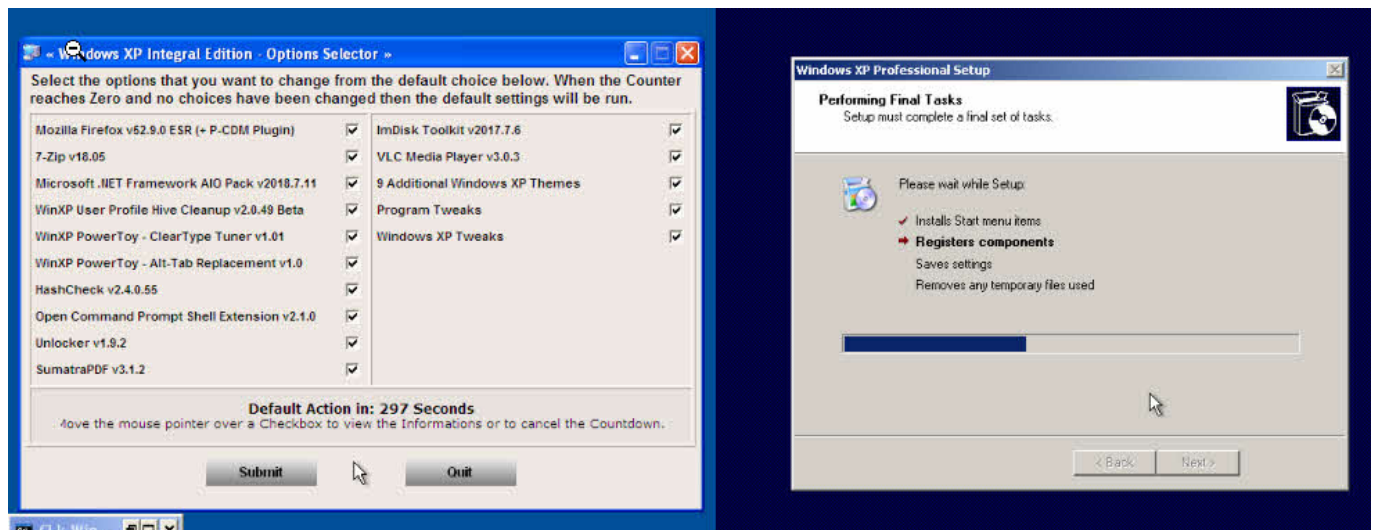 « Windows XP Integral Edition - Options Selector »
Select the options that you want to change from the default choice below. When the Counter
reaches Zero and no choices have been changed then the default settings will be run.
Mozilla Firefox v52.9.0 ESR (+ P-CDM Plugin)
7-Zip v18.05
Microsoft .NET Framework AIO Pack v2018.7.11
WinXP User Profile Hive Cleanup v2.0.49 Beta
WinXP PowerToy - ClearType Tuner v1.01
WinXP PowerToy - Alt-Tab Replacement v1.0
HashCheck v2.4.0.55
Open Command Prompt Shell Extension v2.1.0
Unlocker v1.9.2
SumatraPDF v3.1.2
ImDisk Toolkit v2017.7.6
VLC Media Player v3.0.3
9 Additional Windows XP Themes
Program Tweaks
Windows XP Tweaks
Default Action in: 297 Seconds
Move the mouse pointer over a Checkbox to view the Informations or to cancel the Countdown.
Submit
Quit
Windows XP Professional Setup
Performing Final Tasks
Setup must complete a final set of tasks.
Please wait while Setup:
Installs Start menu items
Registers components
Saves settings
Removes any temporary files used
< Back
Next >